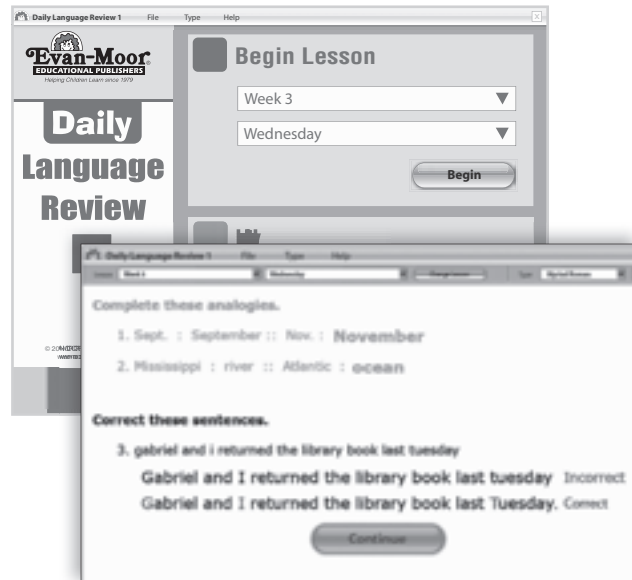 Daily Language Review 1 File Type Help
Evan-Moor
EDUCATIONAL PUBLISHERS
Helping Children Learn since 1979
Daily
Language
Review
Begin Lesson
Week 3
Wednesday
Begin
Daily Language Review 1 File Type Help
Wednesday
Complete these analogies.
1. Sept. : September :: Nov. : November
2. Mississippi : river :: Atlantic : ocean
Correct these sentences.
3. gabriel and i returned the library book last tuesday
Gabriel and I returned the library book last tuesday Incorrect
Gabriel and I returned the library book last Tuesday. Correct
Continue